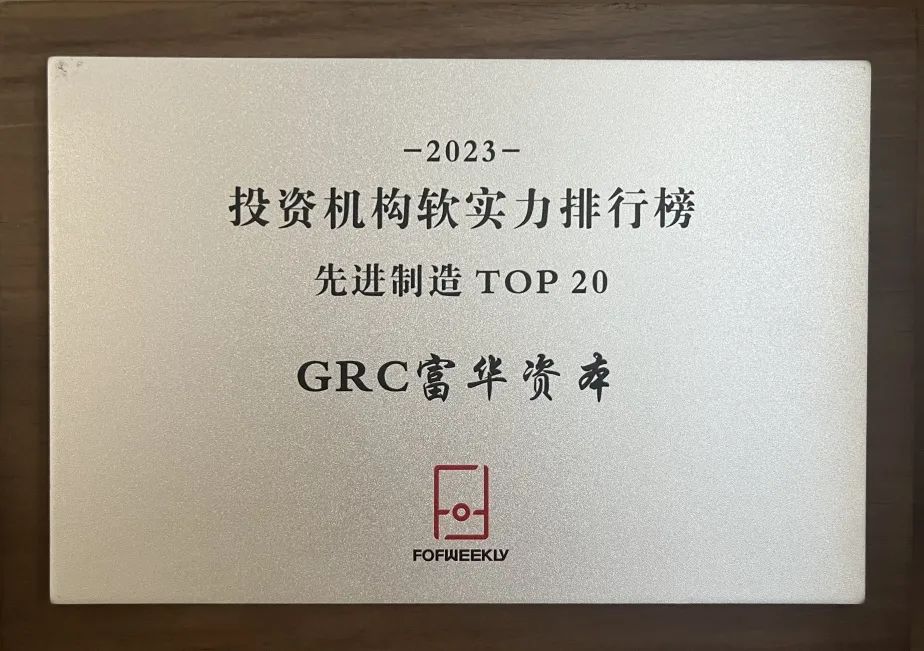 -2023-
投资机构软实力排行榜
先进制造 TOP 20
GRC富华资本
FOFWEEKLY